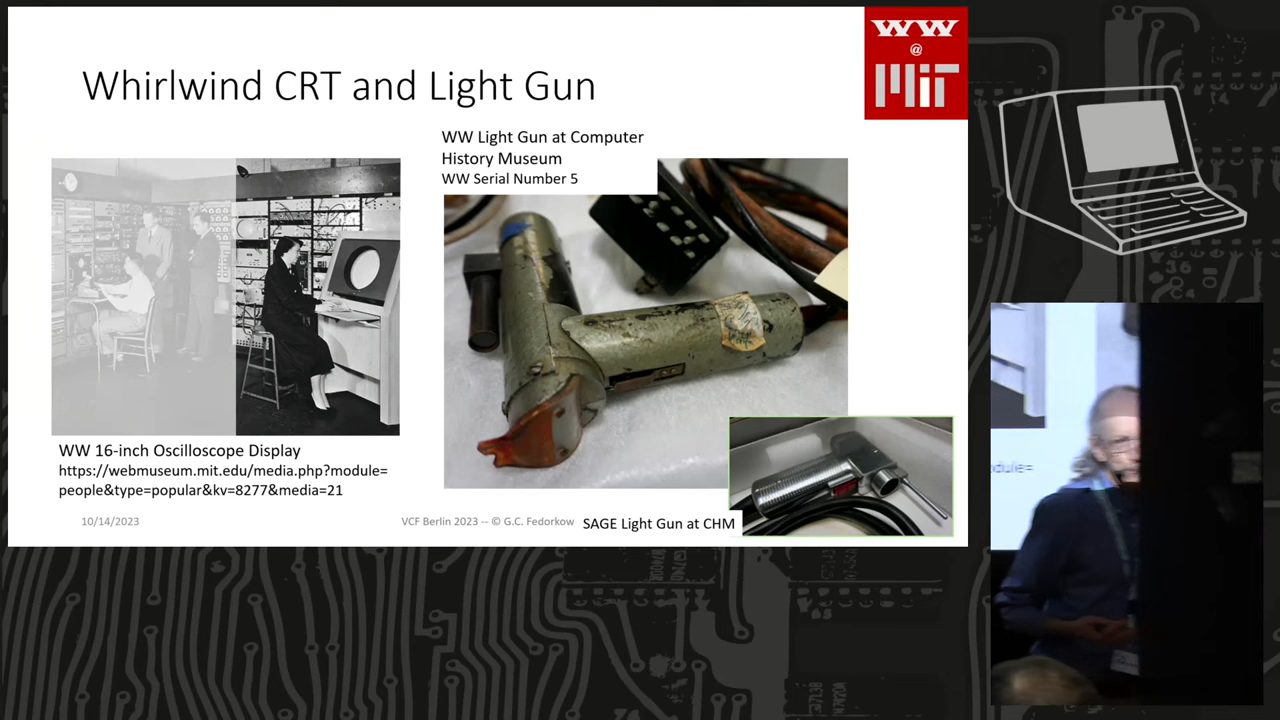 WW
@
MIT
Whirlwind CRT and Light Gun
WW Light Gun at Computer
History Museum
WW Serial Number 5
WW 16-inch Oscilloscope Display
https://webmuseum.mit.edu/media.php?module=
people&type=popular&kv=8277&media=21
10/14/2023
VCF Berlin 2023 -- © G.C. Fedorkow
SAGE Light Gun at CHM